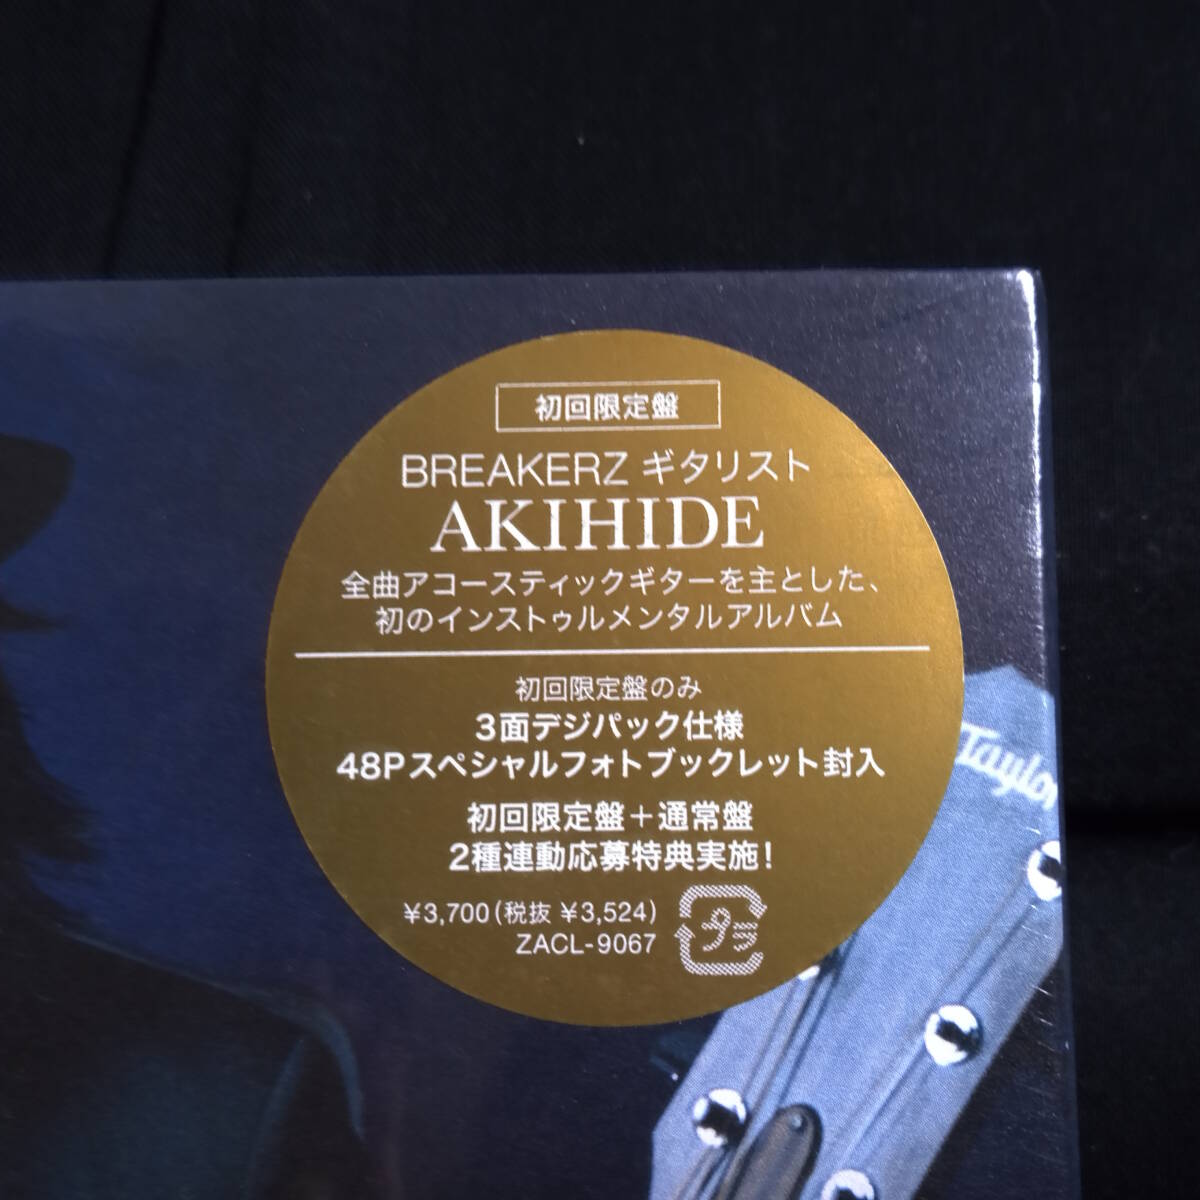 初回限定盤
BREAKERZ ギタリスト
AKIHIDE
全曲アコースティックギターを主とした、
初のインストゥルメンタルアルバム
初回限定盤のみ
3面デジパック仕様
48Pスペシャルフォトブックレット封入
初回限定盤＋通常盤
2種連動応募特典実施！
¥3,700（税抜 ¥3,524）
ZACL-9067
プラ
Taylor